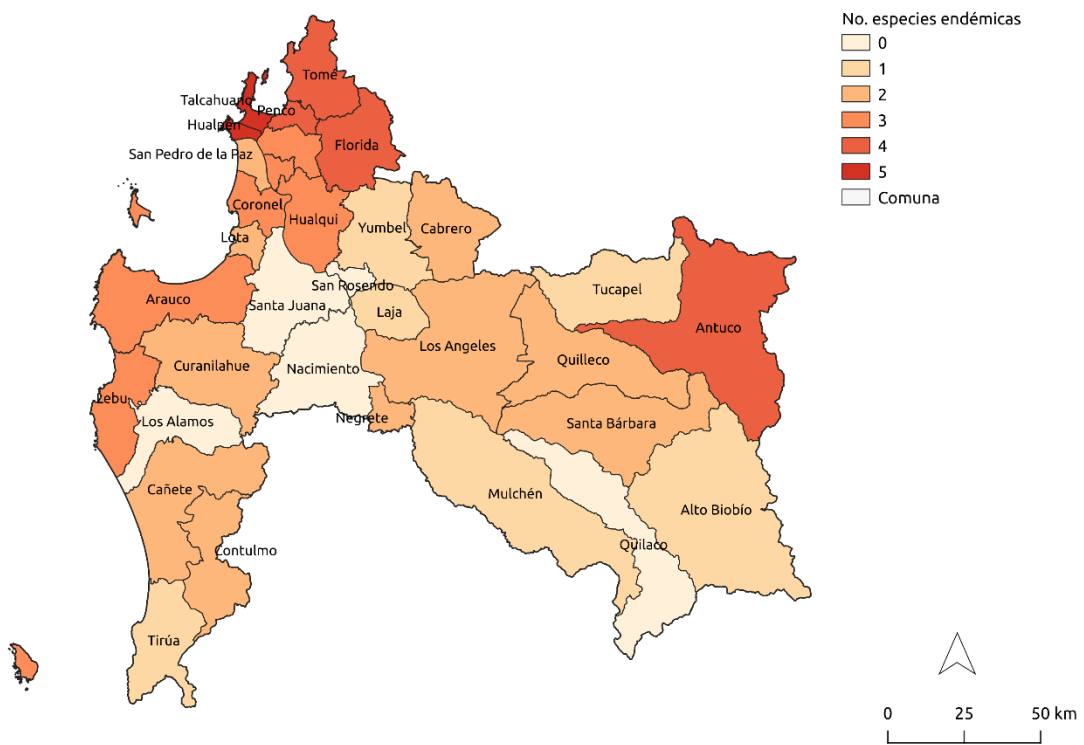 No. especies endémicas
0
1
2
3
4
5
Comuna
Tomé
Talcahuano
Penco
Hualpén
Florida
San Pedro de la Paz
Coronel
Hualqui
Yumbel
Cabrero
Lota
San Rosendo
Tucapel
Arauco
Santa Juana
Laja
Antuco
Los Angeles
Quilleco
Curanilahue
Nacimiento
Lebu
Los Alamos
Negrete
Santa Bárbara
Cañete
Mulchén
Alto Biobío
Contulmo
Quilaco
Tirúa
0 25 50 km